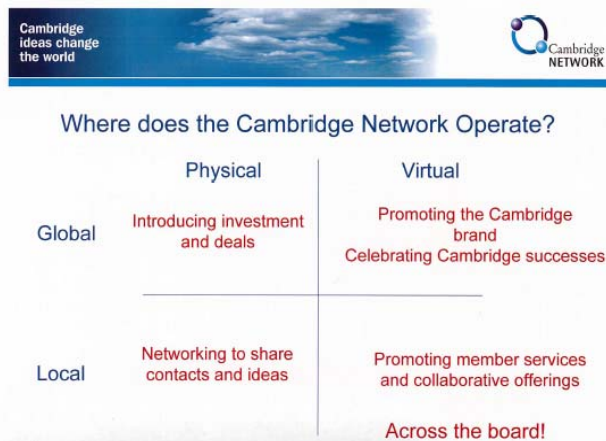 Cambridge
ideas change
the world
Cambridge
NETWORK
Where does the Cambridge Network Operate?
Physical
Virtual
Global
Introducing investment
and deals
Promoting the Cambridge
brand
Celebrating Cambridge successes
Local
Networking to share
contacts and ideas
Promoting member services
and collaborative offerings
Across the board!